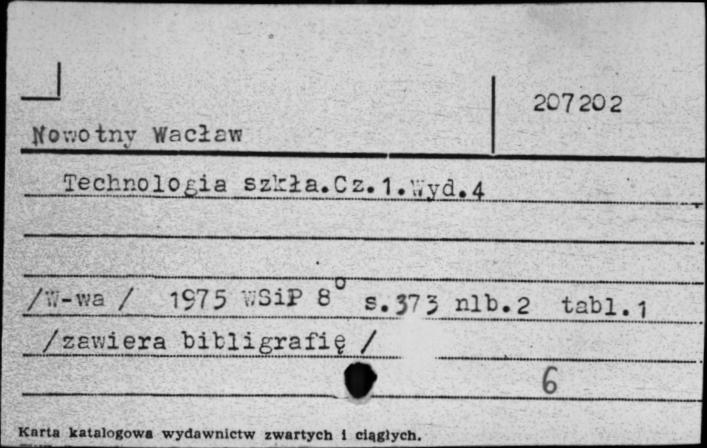 207202
Nowotny Wacław
Technologia szkła.Cz.1.Wyd.4
/W-wa / 1975 WSiP 8° s.373 nlb.2 tabl.1
/zawiera bibligrafię /
6
Karta katalogowa wydawnictw zwartych i ciągłych.